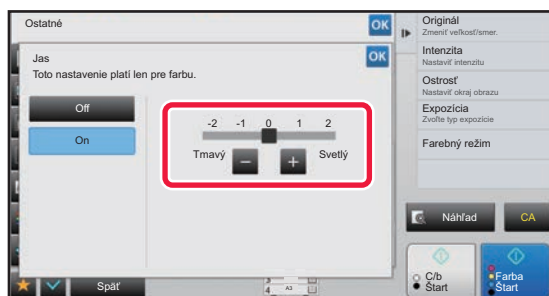 Ostatné
OK
Jas
OK
Toto nastavenie platí len pre farbu.
Off
On
-2 -1 0 1 2
Tmavý
Svetlý
Späť
3
4
A3
Originál
Zmeniť veľkosť/smer.
Intenzita
Nastaviť intenzitu
Ostrosť
Nastaviť okraj obrazu
Expozícia
Zvoľte typ expozície
Farebný režim
Náhľad
CA
C/b
Štart
Farba
Štart